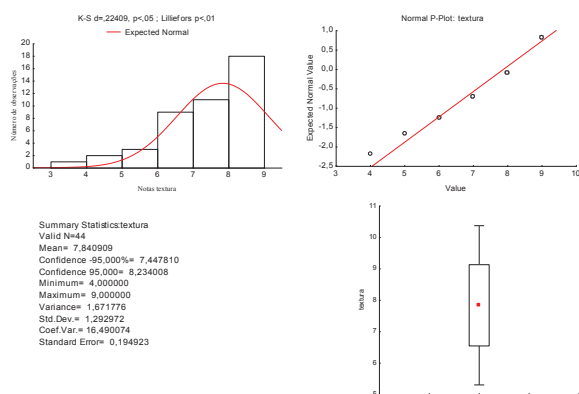 K-S d=,22409, p<,05 ; Lilliefors p<,01
Expected Normal
Número de observações
20
18
16
14
12
10
8
6
4
2
0
3 4 5 6 7 8 9
Notas textura
Normal P-Plot: textura
Expected Normal Value
1,0
0,5
0,0
-0,5
-1,0
-1,5
-2,0
-2,5
3 4 5 6 7 8 9 10
Value
Summary Statistics:textura
Valid N=44
Mean= 7,840909
Confidence -95,000%= 7,447810
Confidence 95,000= 8,234008
Minimum= 4,000000
Maximum= 9,000000
Variance= 1,671776
Std.Dev.= 1,292972
Coef.Var.= 16,490074
Standard Error= 0,194923
textura
11
10
9
8
7
6
5